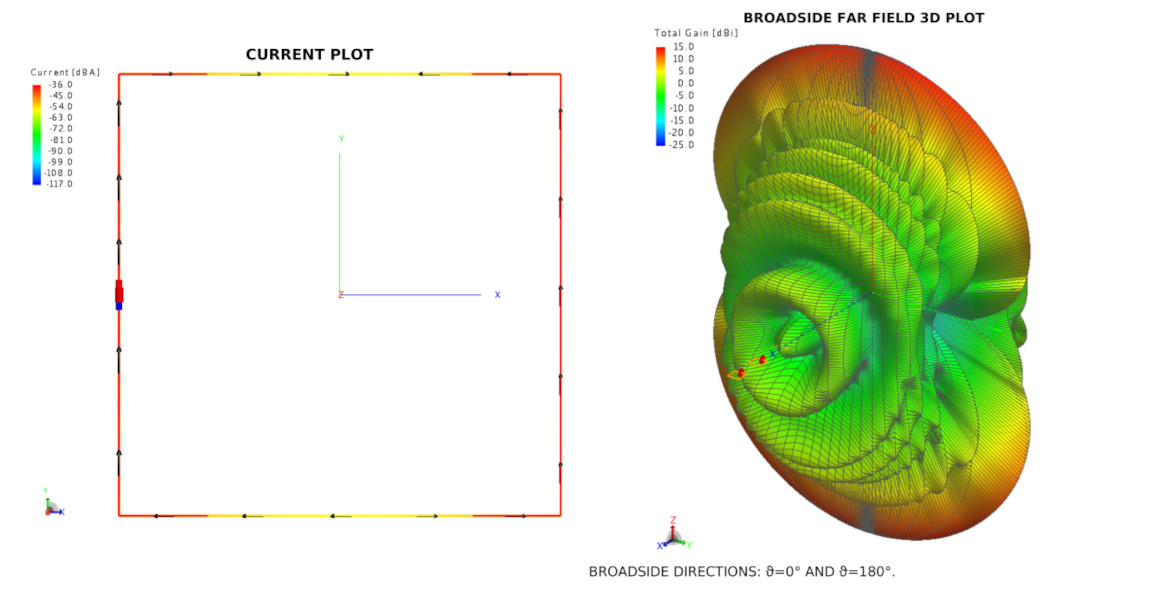 BROADSIDE FAR FIELD 3D PLOT
Total Gain [dBi]
15.0
10.0
5.0
0.0
-5.0
-10.0
-15.0
-20.0
-25.0
CURRENT PLOT
Current [dBA]
-36.0
-45.0
-54.0
-63.0
-72.0
-81.0
-90.0
-99.0
-108.0
-117.0
Y
Z
X
Y
X
Z
X
Z
X
Y
BROADSIDE DIRECTIONS: ϑ=0° AND ϑ=180°.